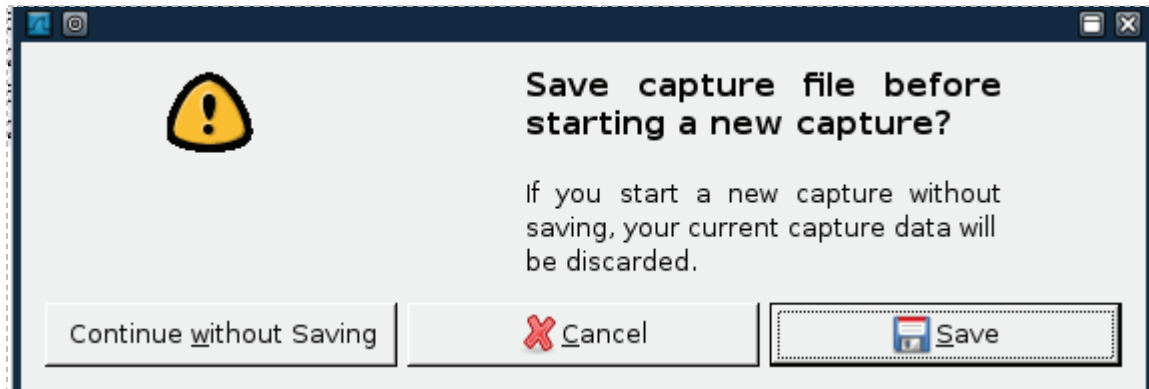 Save capture file before
starting a new capture?
If you start a new capture without
saving, your current capture data will
be discarded.
Continue without Saving
Cancel
Save